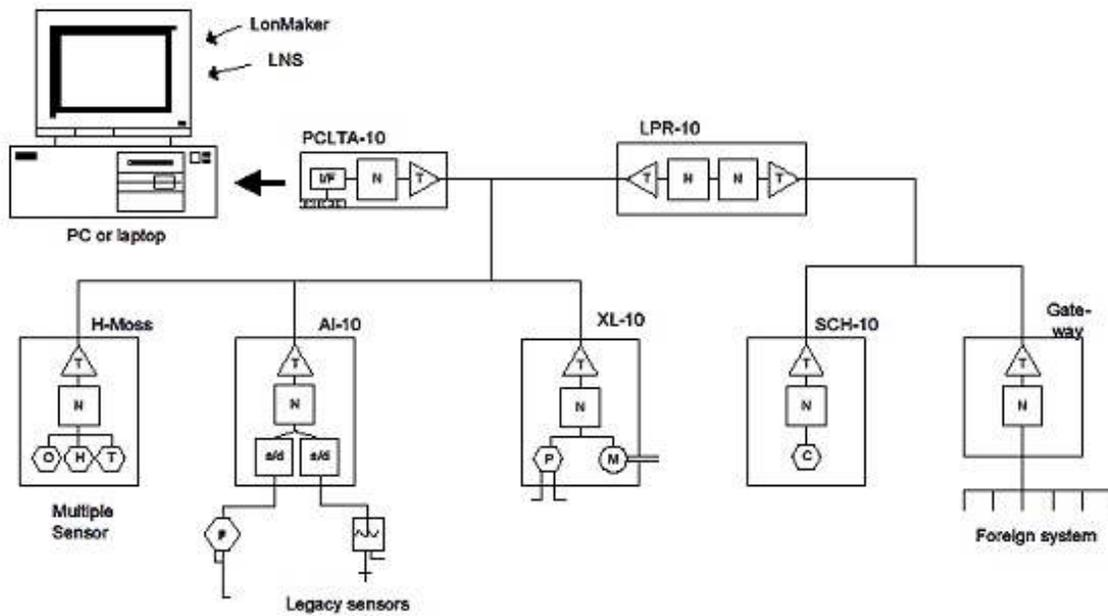 LonMaker
LNS
PCLTA-10
LPR-10
I/F
N
T
T
N
N
T
PC or laptop
H-Moss
AI-10
XL-10
SCH-10
Gate-
way
T
T
T
T
T
N
N
N
N
N
O
H
T
a/d
a/d
P
M
C
Multiple
Sensor
F
Legacy sensors
Foreign system